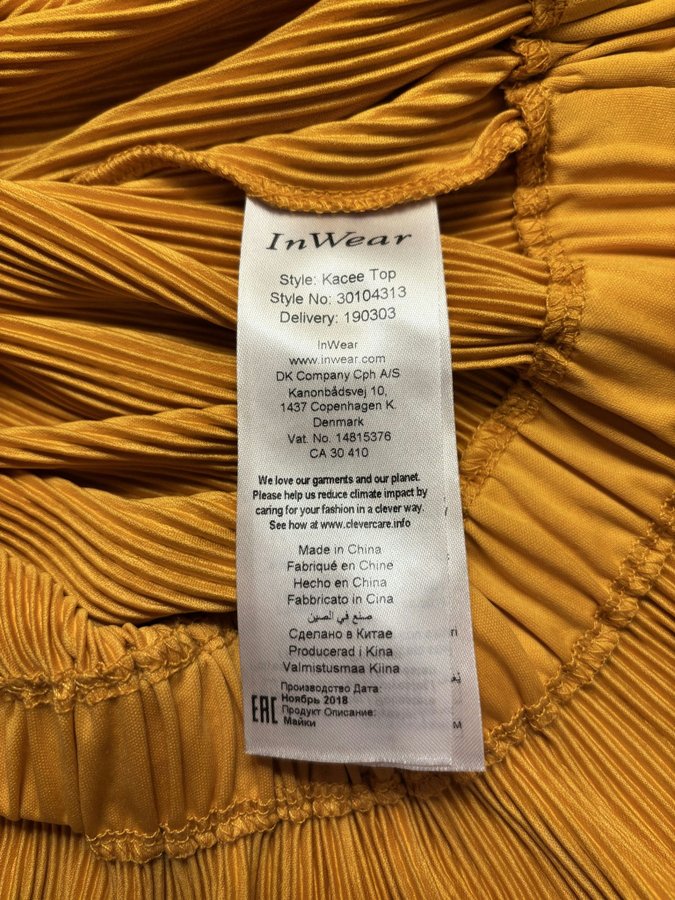 InWear
Style: Kacee Top
Style No: 30104313
Delivery: 190303
InWear
www.inwear.com
DK Company Cph A/S
Kanonbådsvej 10,
1437 Copenhagen K.
Denmark
Vat. No. 14815376
CA 30 410
We love our garments and our planet.
Please help us reduce climate impact by
caring for your fashion in a clever way.
See how at www.clevercare.info
Made in China
Fabriqué en Chine
Hecho en China
Fabbricato in Cina
صنع في الصين
Сделано в Китае
Producerad i Kina
Valmistusmaa Kiina
EAC
Производство Дата:
Ноябрь 2018
Продукт Описание:
Майки